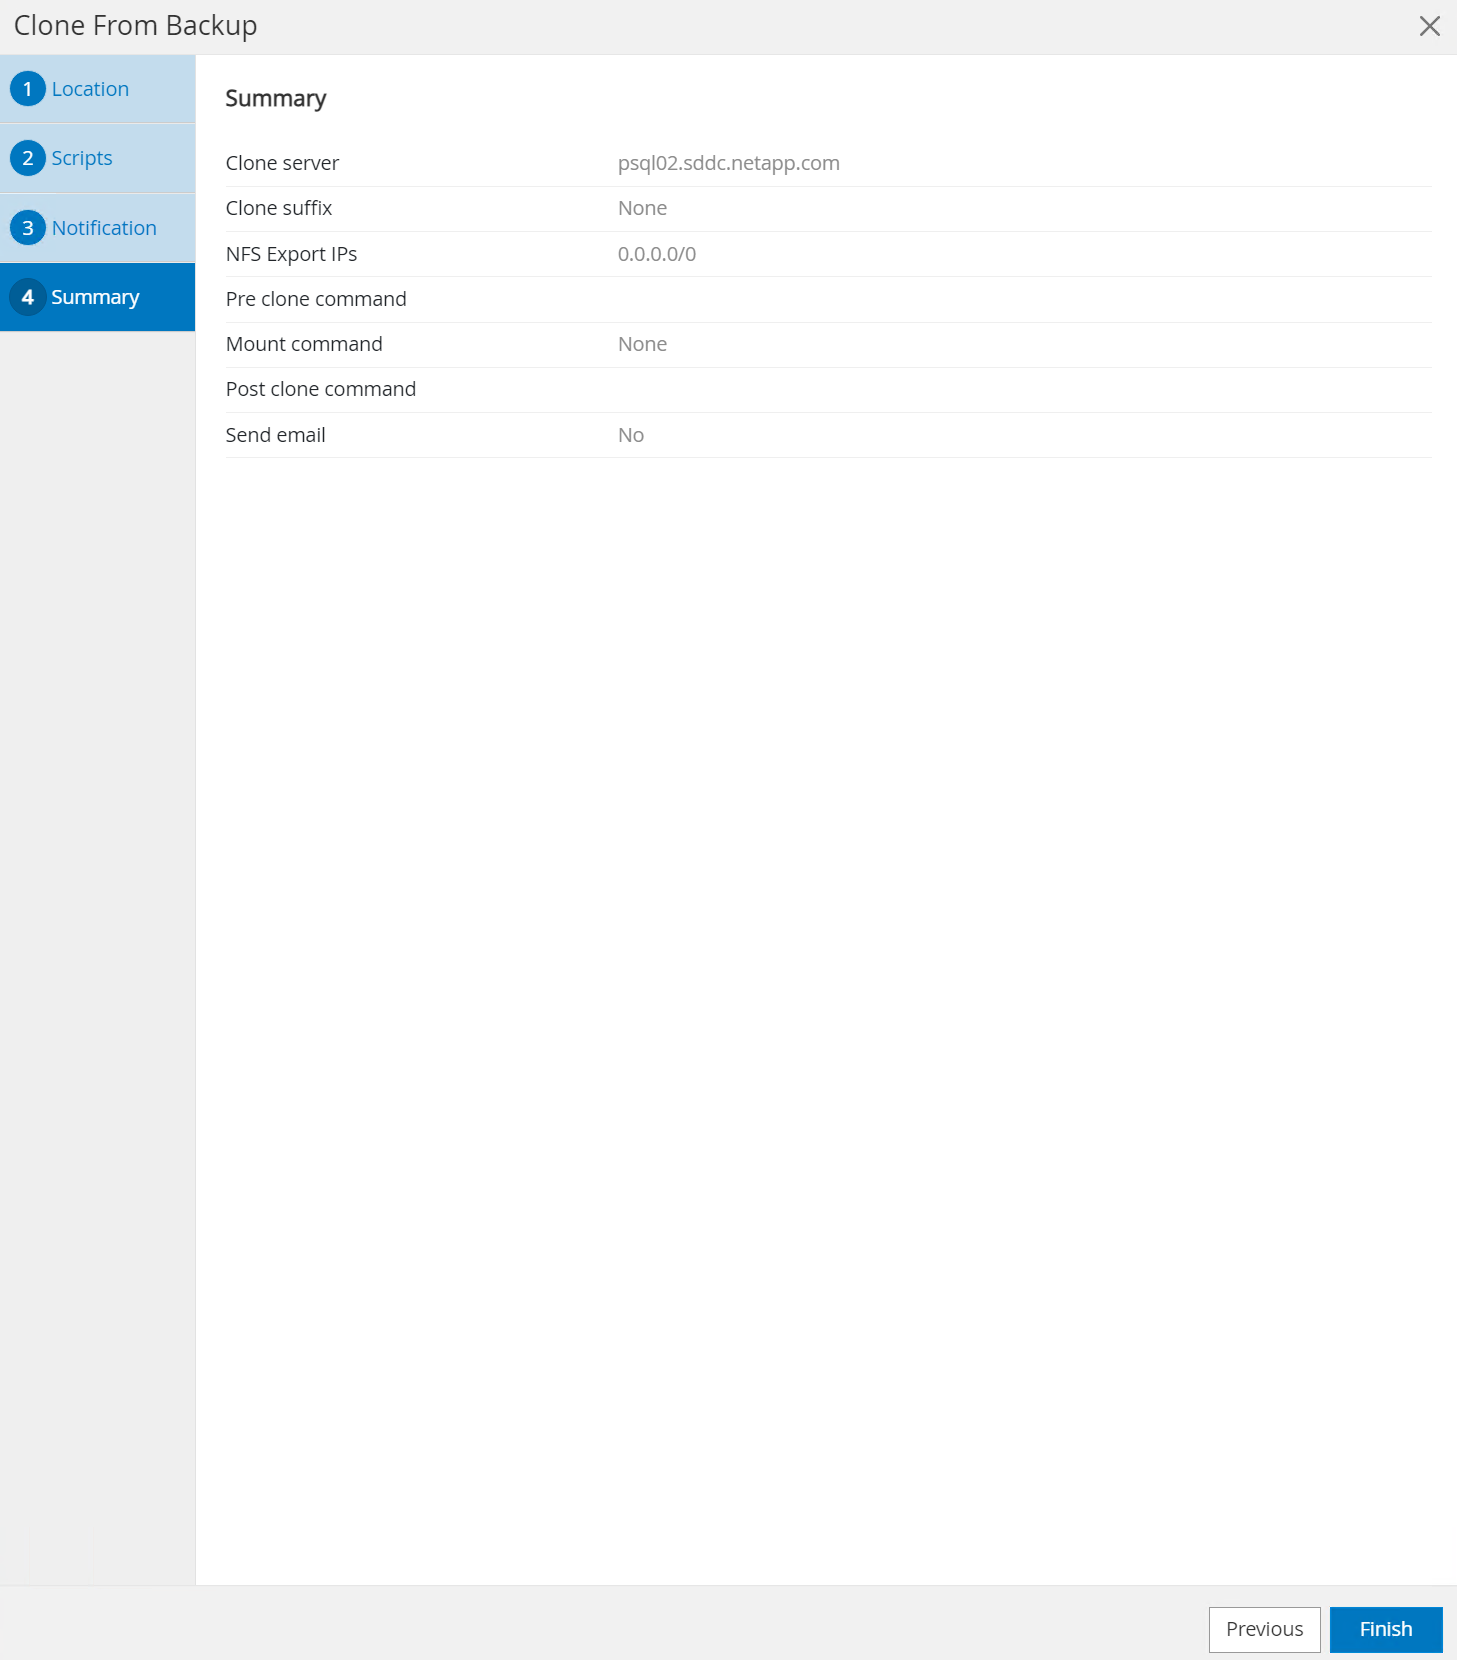 Clone From Backup
1 Location
2 Scripts
3 Notification
4 Summary
Summary
Clone server psql02.sddc.netapp.com
Clone suffix None
NFS Export IPs 0.0.0.0/0
Pre clone command
Mount command None
Post clone command
Send email No
Previous Finish